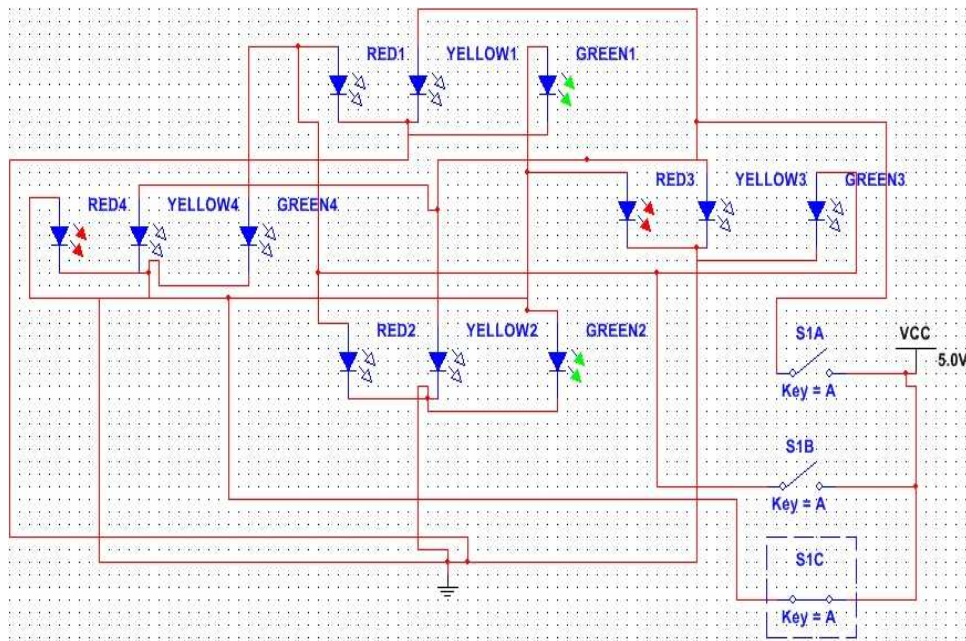 RED1 YELLOW1 GREEN1
RED4 YELLOW4 GREEN4 RED3 YELLOW3 GREEN3
RED2 YELLOW2 GREEN2
S1A VCC
5.0V
Key = A
S1B
Key = A
S1C
Key = A